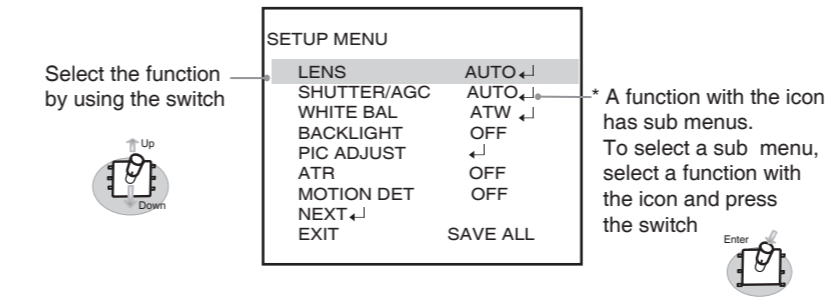 Select the function
by using the switch
Up
Down
SETUP MENU
LENS AUTO ↵
SHUTTER/AGC AUTO ↵
WHITE BAL ATW ↵
BACKLIGHT OFF
PIC ADJUST ↵
ATR OFF
MOTION DET OFF
NEXT ↵
EXIT SAVE ALL
* A function with the icon
has sub menus.
To select a sub menu,
select a function with
the icon and press
the switch
Enter